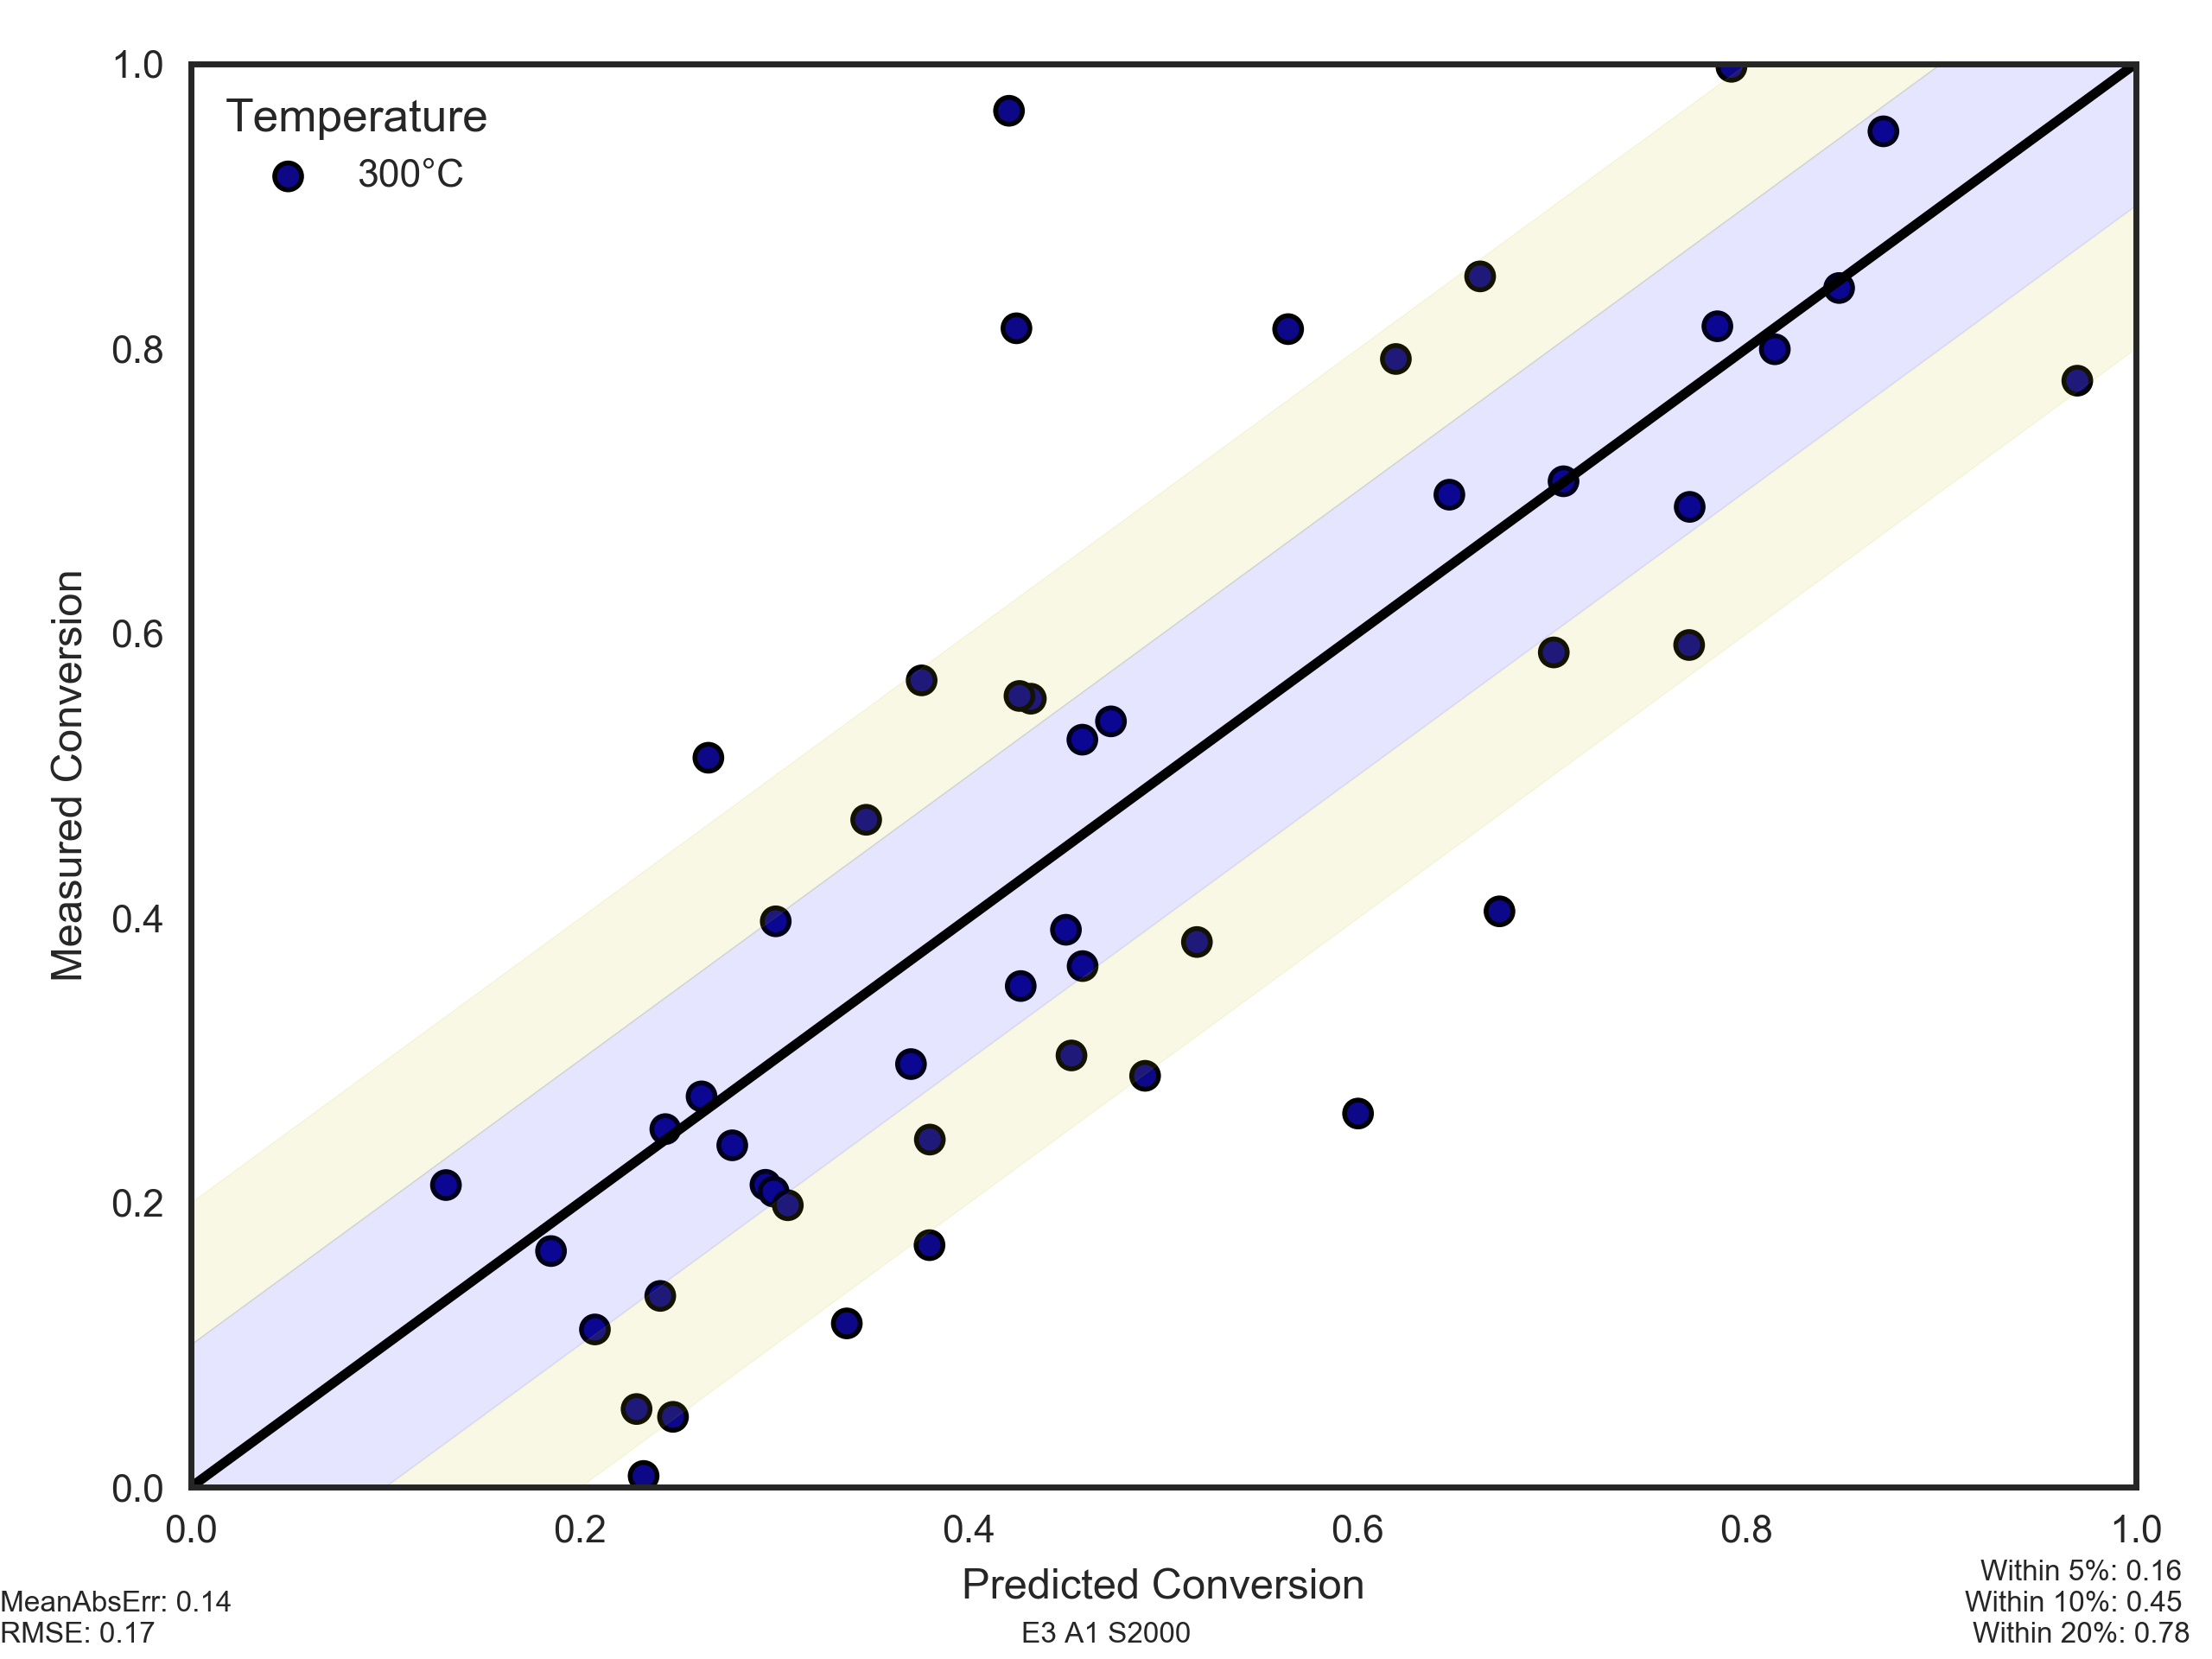 1.0
Temperature
300°C
0.8
0.6
0.4
0.2
0.0
Measured Conversion
0.0 0.2 0.4 0.6 0.8 1.0
Predicted Conversion
E3 A1 S2000
MeanAbsErr: 0.14
RMSE: 0.17
Within 5%: 0.16
Within 10%: 0.45
Within 20%: 0.78